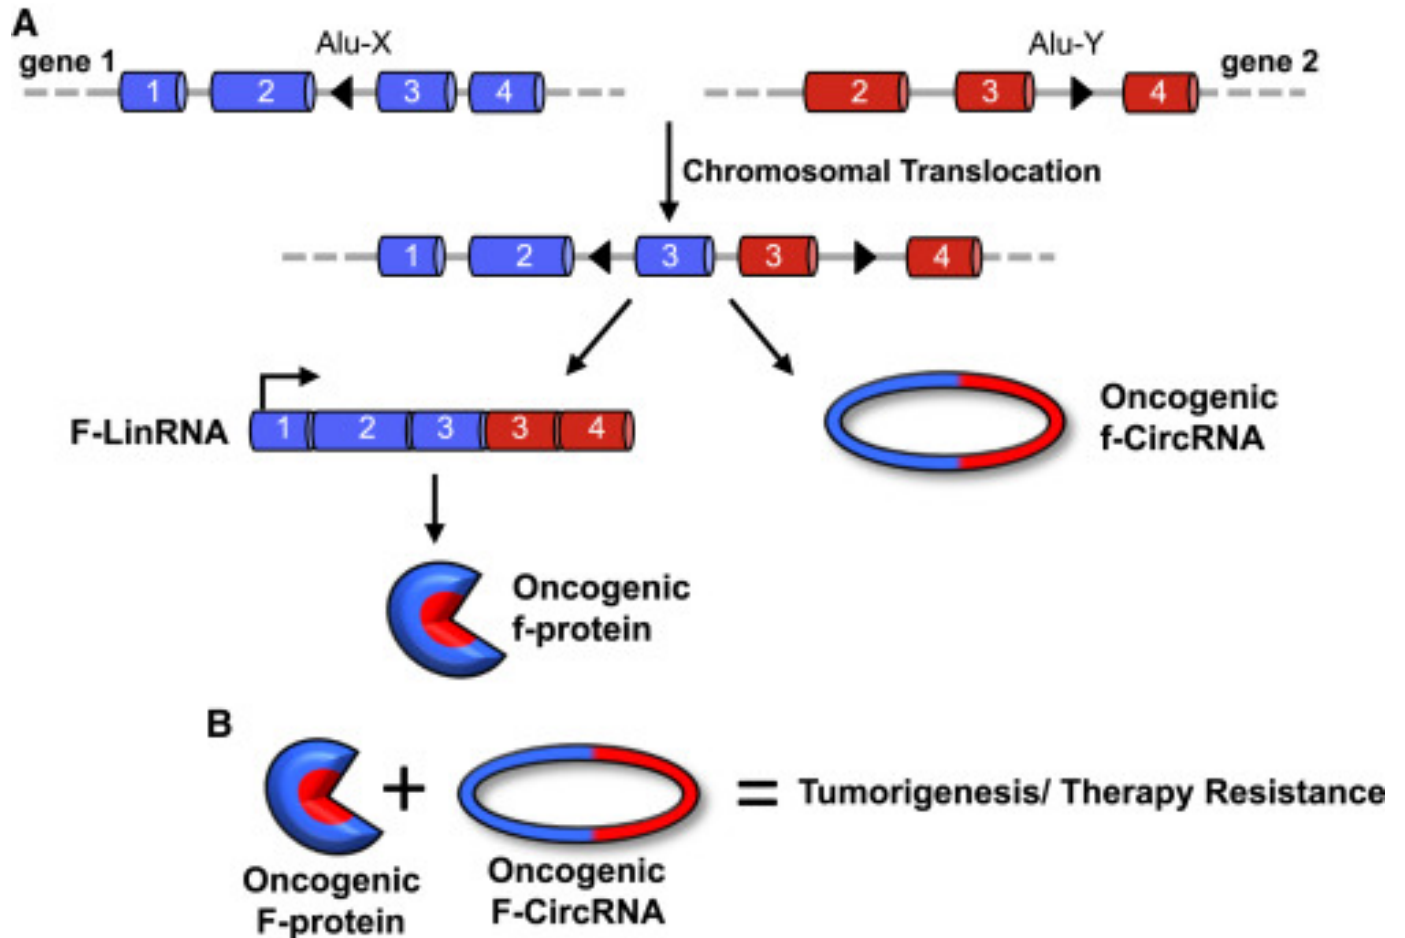 A
gene 1
Alu-X
1 2 3 4
Alu-Y
gene 2
2 3 4
Chromosomal Translocation
1 2 3 3 4
F-LinRNA
1 2 3 3 4
Oncogenic
f-CircRNA
Oncogenic
f-protein
B
+
= Tumorigenesis/ Therapy Resistance
Oncogenic
F-protein
Oncogenic
F-CircRNA